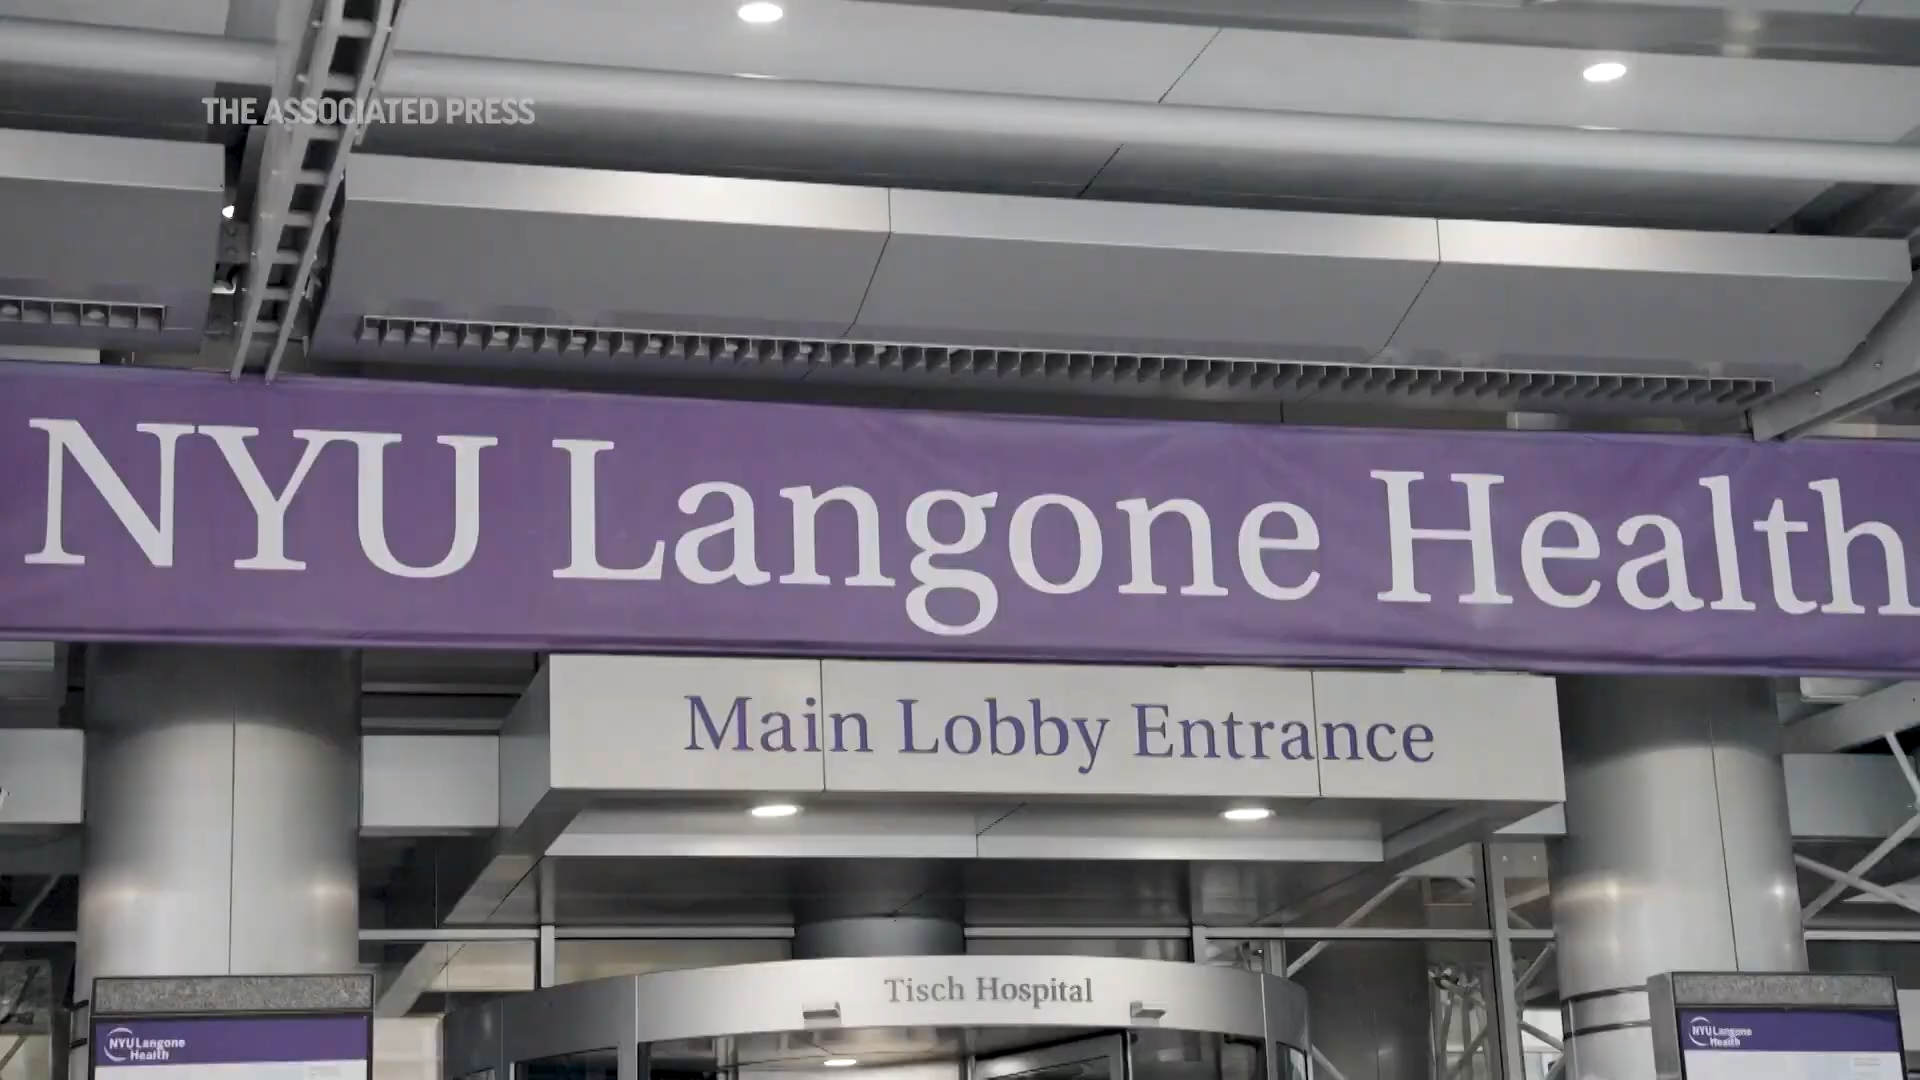 THE ASSOCIATED PRESS
NYU Langone Health
Main Lobby Entrance
Tisch Hospital
NYU Langone
Health
NYU Langone
Health